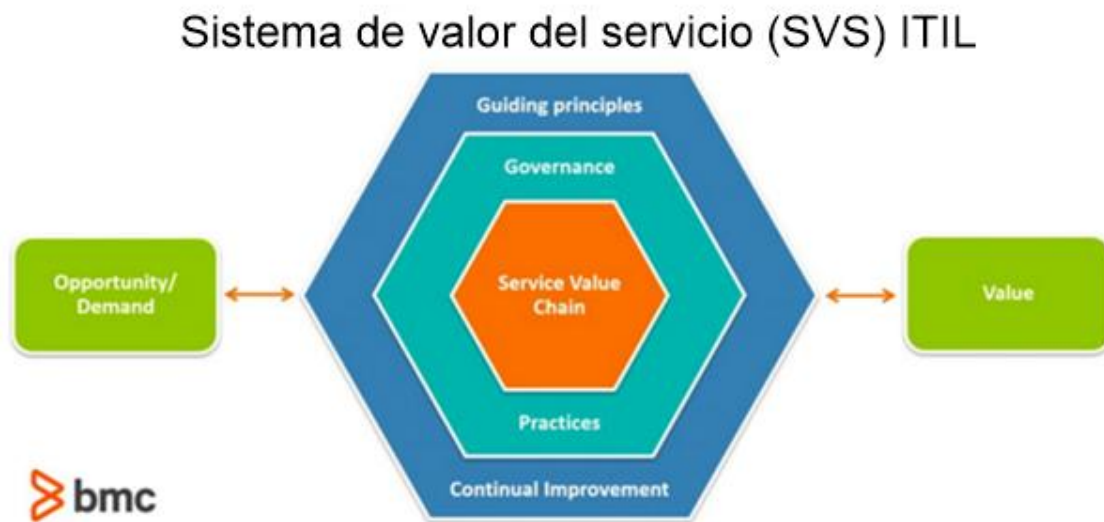 Sistema de valor del servicio (SVS) ITIL
Guiding principles
Governance
Opportunity/
Demand
Service Value
Chain
Value
Practices
Continual Improvement
bmc